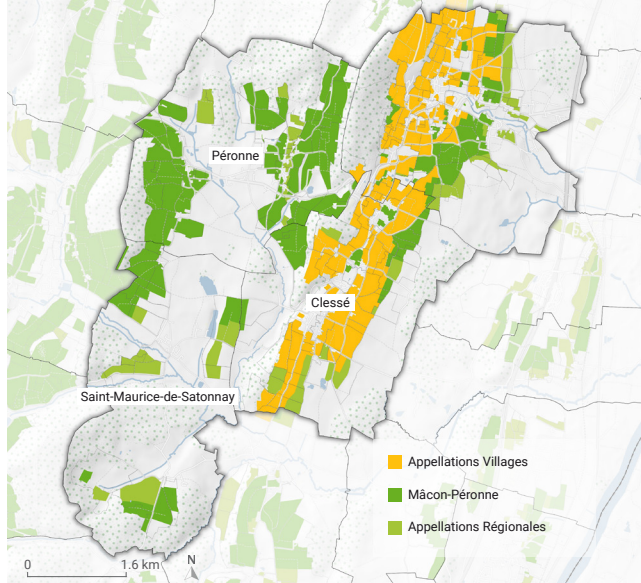 Péronne
Clessé
Saint-Maurice-de-Satonnay
Appellations Villages
Mâcon-Péronne
Appellations Régionales
0 1.6 km
N